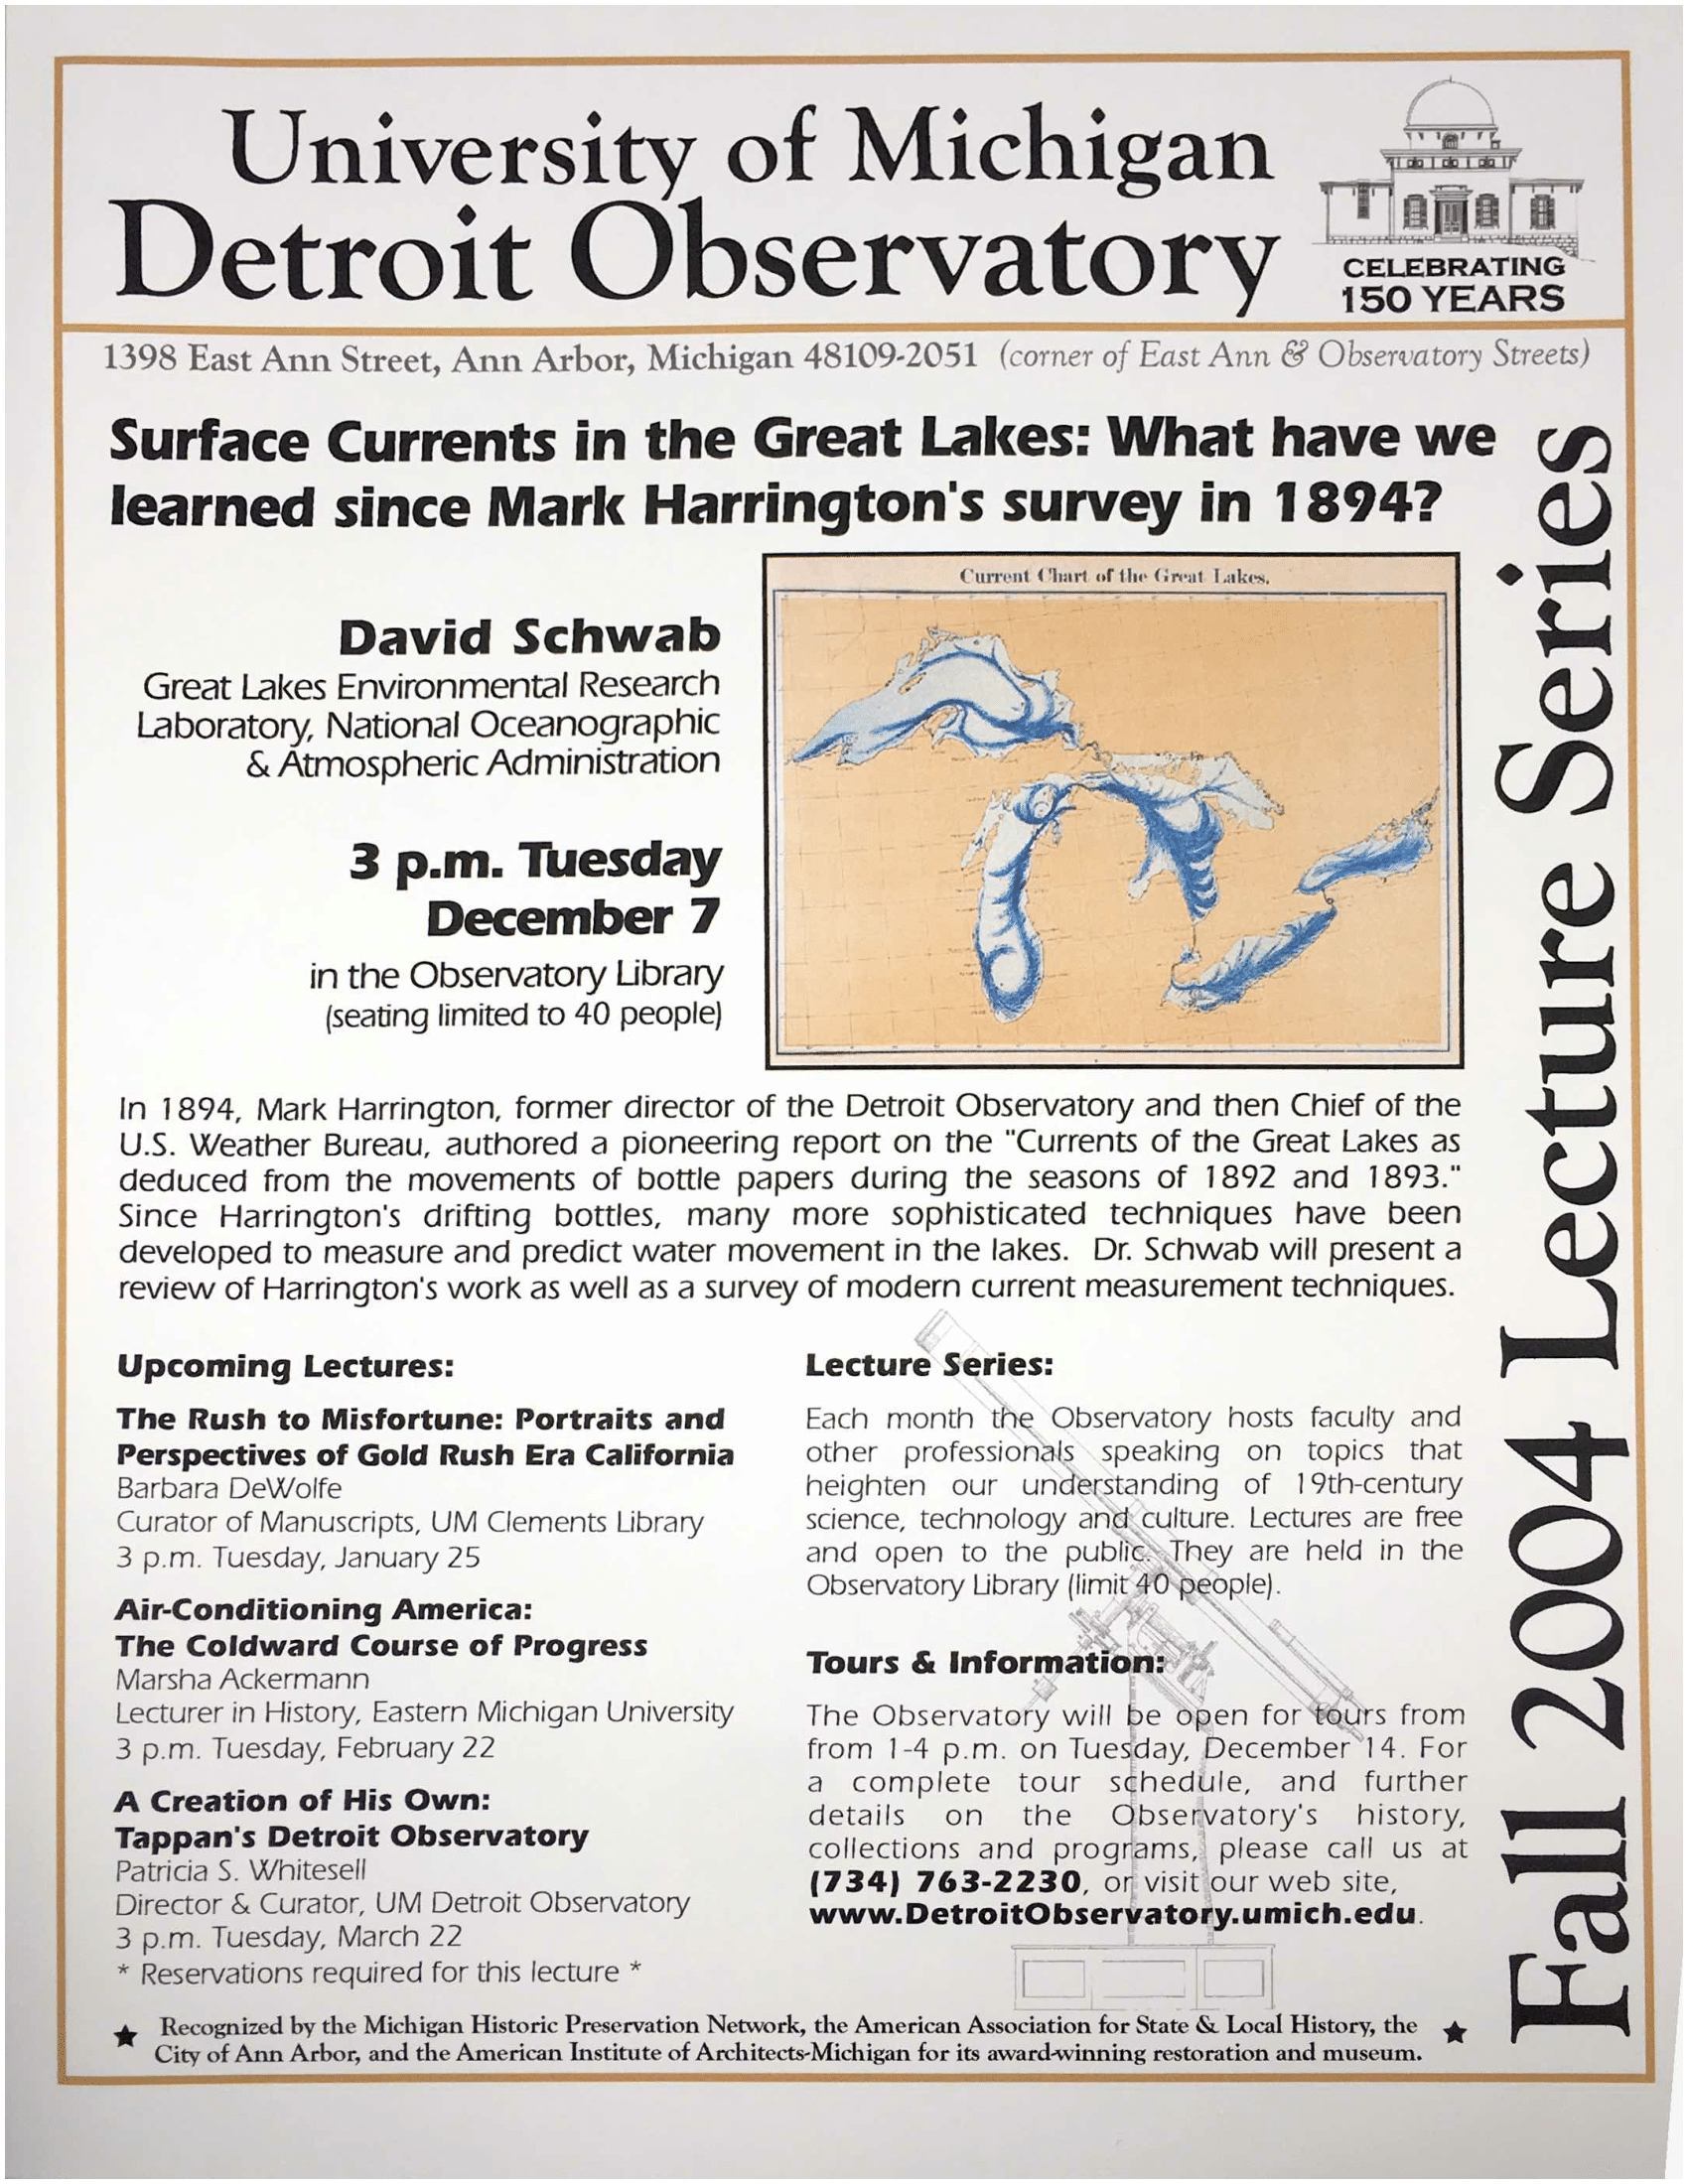 University of Michigan
Detroit Observatory
CELEBRATING
150 YEARS
1398 East Ann Street, Ann Arbor, Michigan 48109-2051 (corner of East Ann & Observatory Streets)
Surface Currents in the Great Lakes: What have we
learned since Mark Harrington's survey in 1894?
David Schwab
Great Lakes Environmental Research
Laboratory, National Oceanographic
& Atmospheric Administration
3 p.m. Tuesday
December 7
in the Observatory Library
(seating limited to 40 people)
Current Chart of the Great Lakes.
In 1894, Mark Harrington, former director of the Detroit Observatory and then Chief of the
U.S. Weather Bureau, authored a pioneering report on the "Currents of the Great Lakes as
deduced from the movements of bottle papers during the seasons of 1892 and 1893."
Since Harrington's drifting bottles, many more sophisticated techniques have been
developed to measure and predict water movement in the lakes. Dr. Schwab will present a
review of Harrington's work as well as a survey of modern current measurement techniques.
Upcoming Lectures:
The Rush to Misfortune: Portraits and
Perspectives of Gold Rush Era California
Barbara DeWolfe
Curator of Manuscripts, UM Clements Library
3 p.m. Tuesday, January 25
Air-Conditioning America:
The Coldward Course of Progress
Marsha Ackermann
Lecturer in History, Eastern Michigan University
3 p.m. Tuesday, February 22
A Creation of His Own:
Tappan's Detroit Observatory
Patricia S. Whitesell
Director & Curator, UM Detroit Observatory
3 p.m. Tuesday, March 22
* Reservations required for this lecture *
Lecture Series:
Each month the Observatory hosts faculty and
other professionals speaking on topics that
heighten our understanding of 19th-century
science, technology and culture. Lectures are free
and open to the public. They are held in the
Observatory Library (limit 40 people).
Tours & Information:
The Observatory will be open for tours from
from 1-4 p.m. on Tuesday, December 14. For
a complete tour schedule, and further
details on the Observatory's history,
collections and programs, please call us at
(734) 763-2230, or visit our web site,
www.DetroitObservatory.umich.edu.
★ Recognized by the Michigan Historic Preservation Network, the American Association for State & Local History, the ★
City of Ann Arbor, and the American Institute of Architects-Michigan for its award-winning restoration and museum.
Fall 2004 Lecture Series